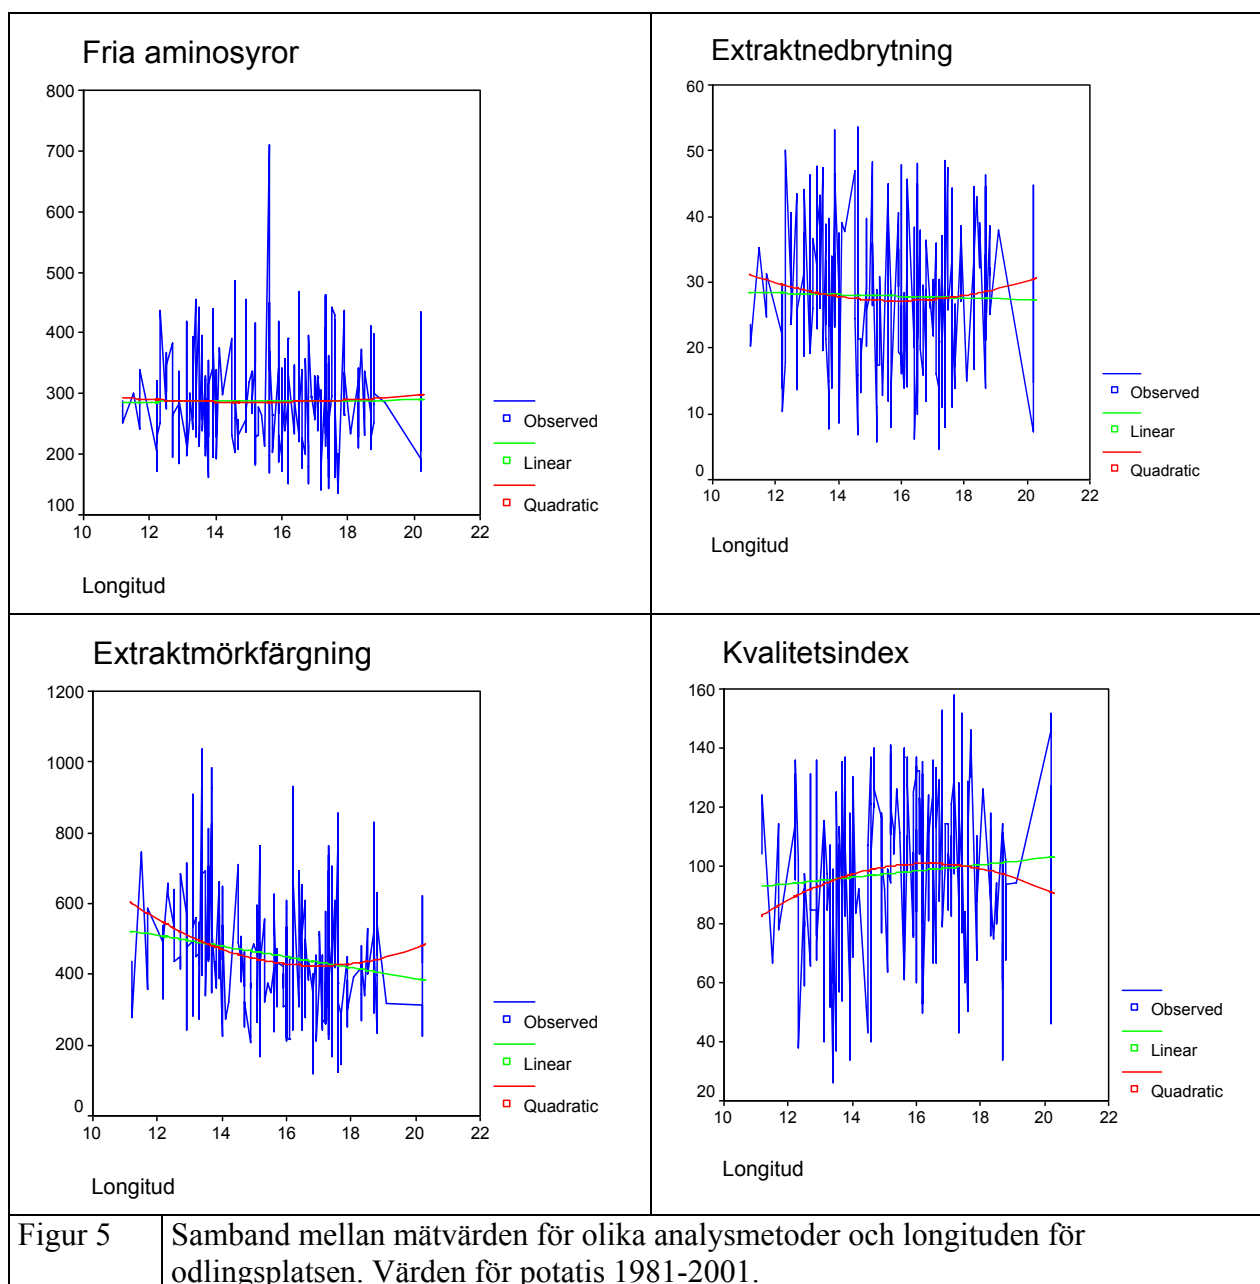 Fria aminosyror
800
700
600
500
400
300
200
100
10 12 14 16 18 20 22
Longitud
Observed
Linear
Quadratic
Extraktnedbrytning
60
50
40
30
20
10
0
10 12 14 16 18 20 22
Longitud
Observed
Linear
Quadratic
Extraktmörkfärgning
1200
1000
800
600
400
200
0
10 12 14 16 18 20 22
Longitud
Observed
Linear
Quadratic
Kvalitetsindex
160
140
120
100
80
60
40
20
10 12 14 16 18 20 22
Longitud
Observed
Linear
Quadratic
Figur 5
Samband mellan mätvärden för olika analysmetoder och longituden för
odlingsplatsen. Värden för potatis 1981-2001.